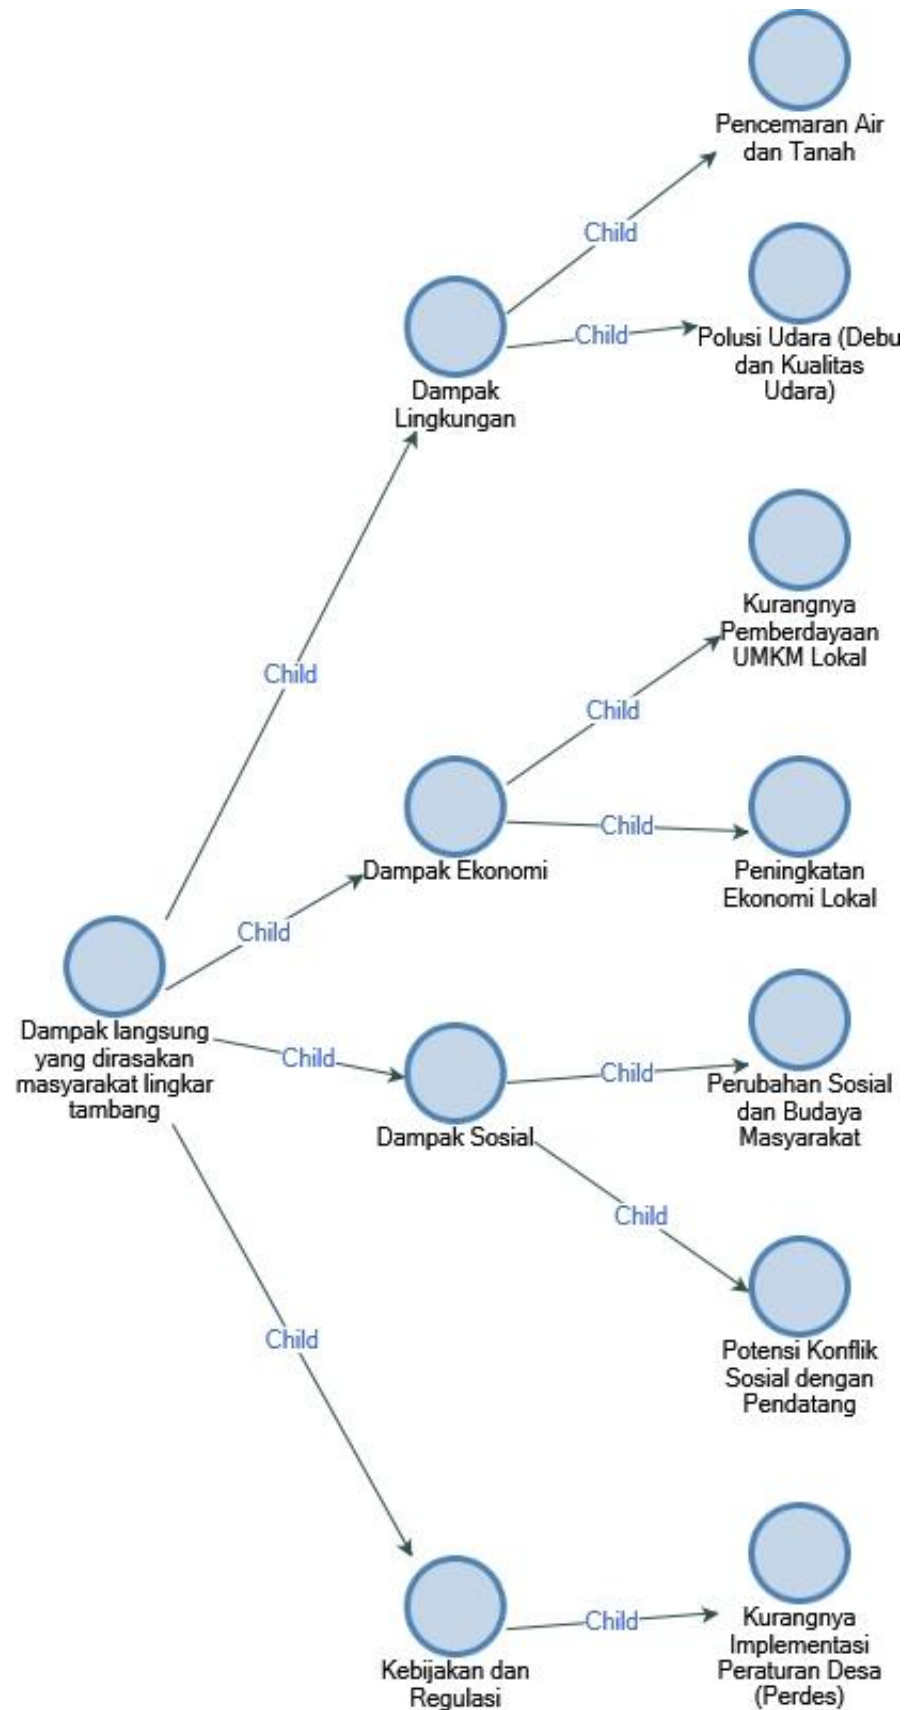 Pencemaran Air
dan Tanah
Child
Child
Polusi Udara (Debu
dan Kualitas
Udara)
Dampak
Lingkungan
Kurangnya
Pemberdayaan
UMKM Lokal
Child
Child
Child
Dampak Ekonomi
Peningkatan
Ekonomi Lokal
Child
Dampak langsung
yang dirasakan
masyarakat lingkar
tambang
Child
Child
Perubahan Sosial
dan Budaya
Masyarakat
Dampak Sosial
Child
Child
Potensi Konflik
Sosial dengan
Pendatang
Child
Kurangnya
Implementasi
Peraturan Desa
(Perdes)
Kebijakan dan
Regulasi